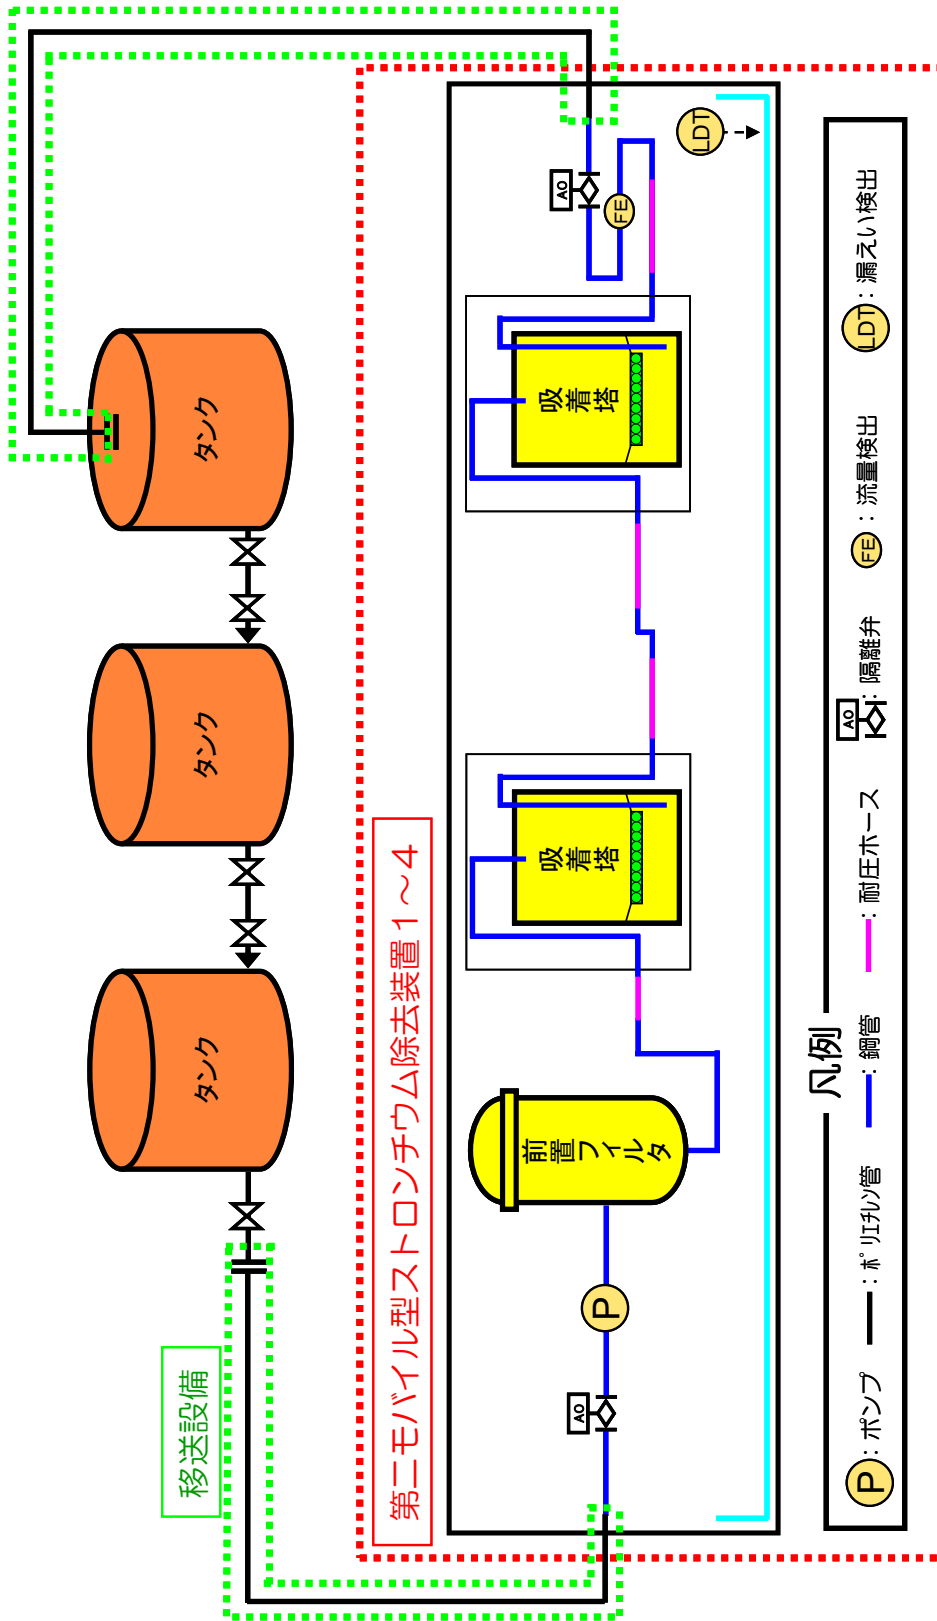 タンク
タンク
タンク
移送設備
第二モバイル型ストロンチウム除去装置１～４
AO
P
前置フィルタ
吸着塔
吸着塔
FE
AO
LDT
凡例
P：ポンプ
：ポリエチレン管
：鋼管
：耐圧ホース
AO：隔離弁
FE：流量検出
LDT：漏えい検出